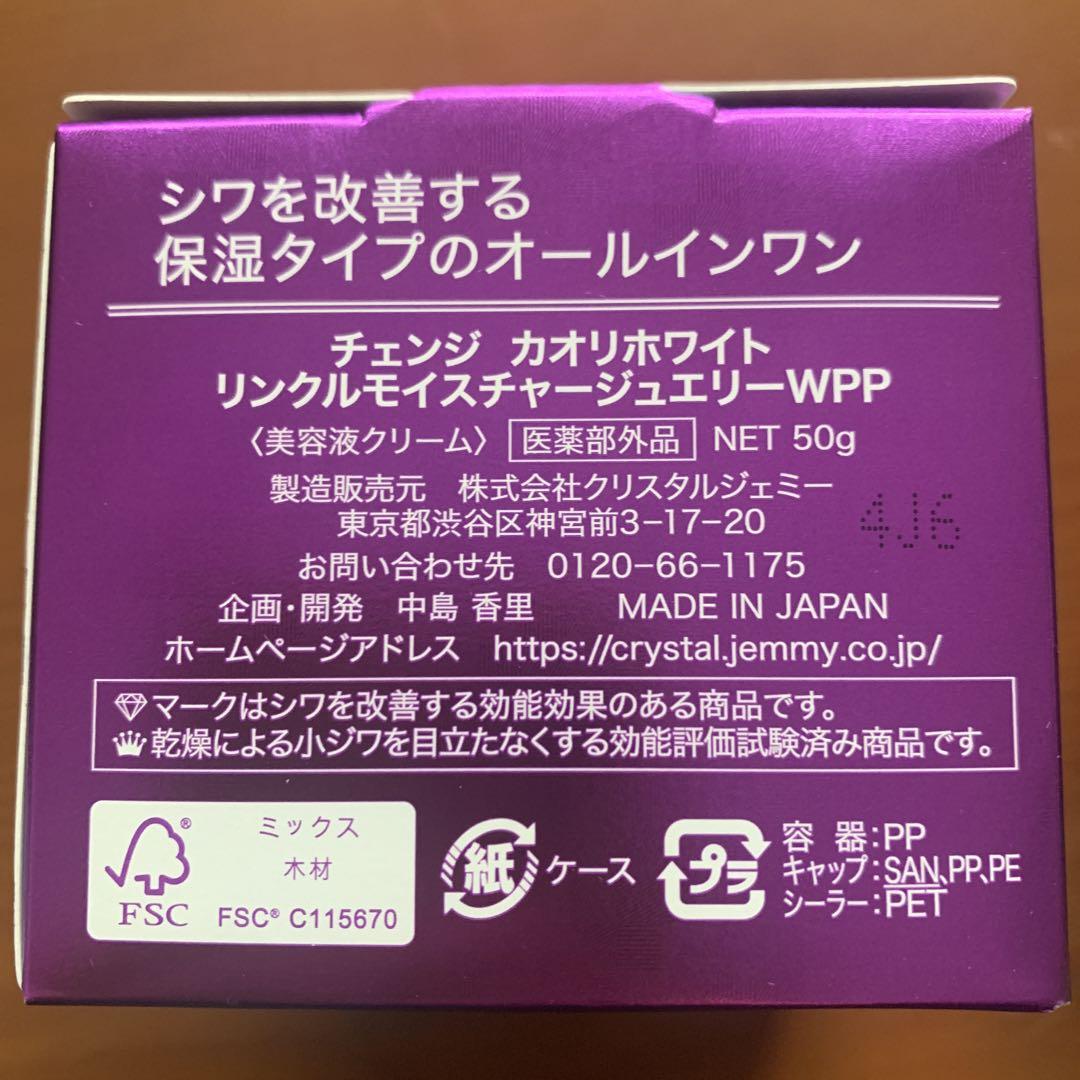 シワを改善する
保湿タイプのオールインワン
チェンジ カオリホワイト
リンクルモイスチャージュエリーWPP
〈美容液クリーム〉 医薬部外品 NET 50g
製造販売元 株式会社クリスタルジェミー
東京都渋谷区神宮前3-17-20
4J6
お問い合わせ先 0120-66-1175
企画・開発 中島 香里 MADE IN JAPAN
ホームページアドレス https://crystal.jemmy.co.jp/
マークはシワを改善する効能効果のある商品です。
乾燥による小ジワを目立たなくする効能評価試験済み商品です。
ミックス
木材
FSC
FSC® C115670
紙 ケース
プラ
容器:PP
キャップ:SAN、PP、PE
シーラー:PET